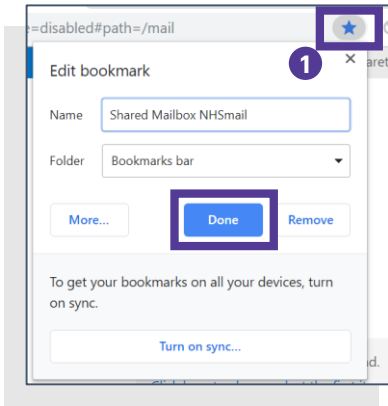 =disabled#path=/mail
1
Edit bookmark
Name Shared Mailbox NHSmail
Folder Bookmarks bar
More... Done Remove
To get your bookmarks on all your devices, turn
on sync.
Turn on sync...